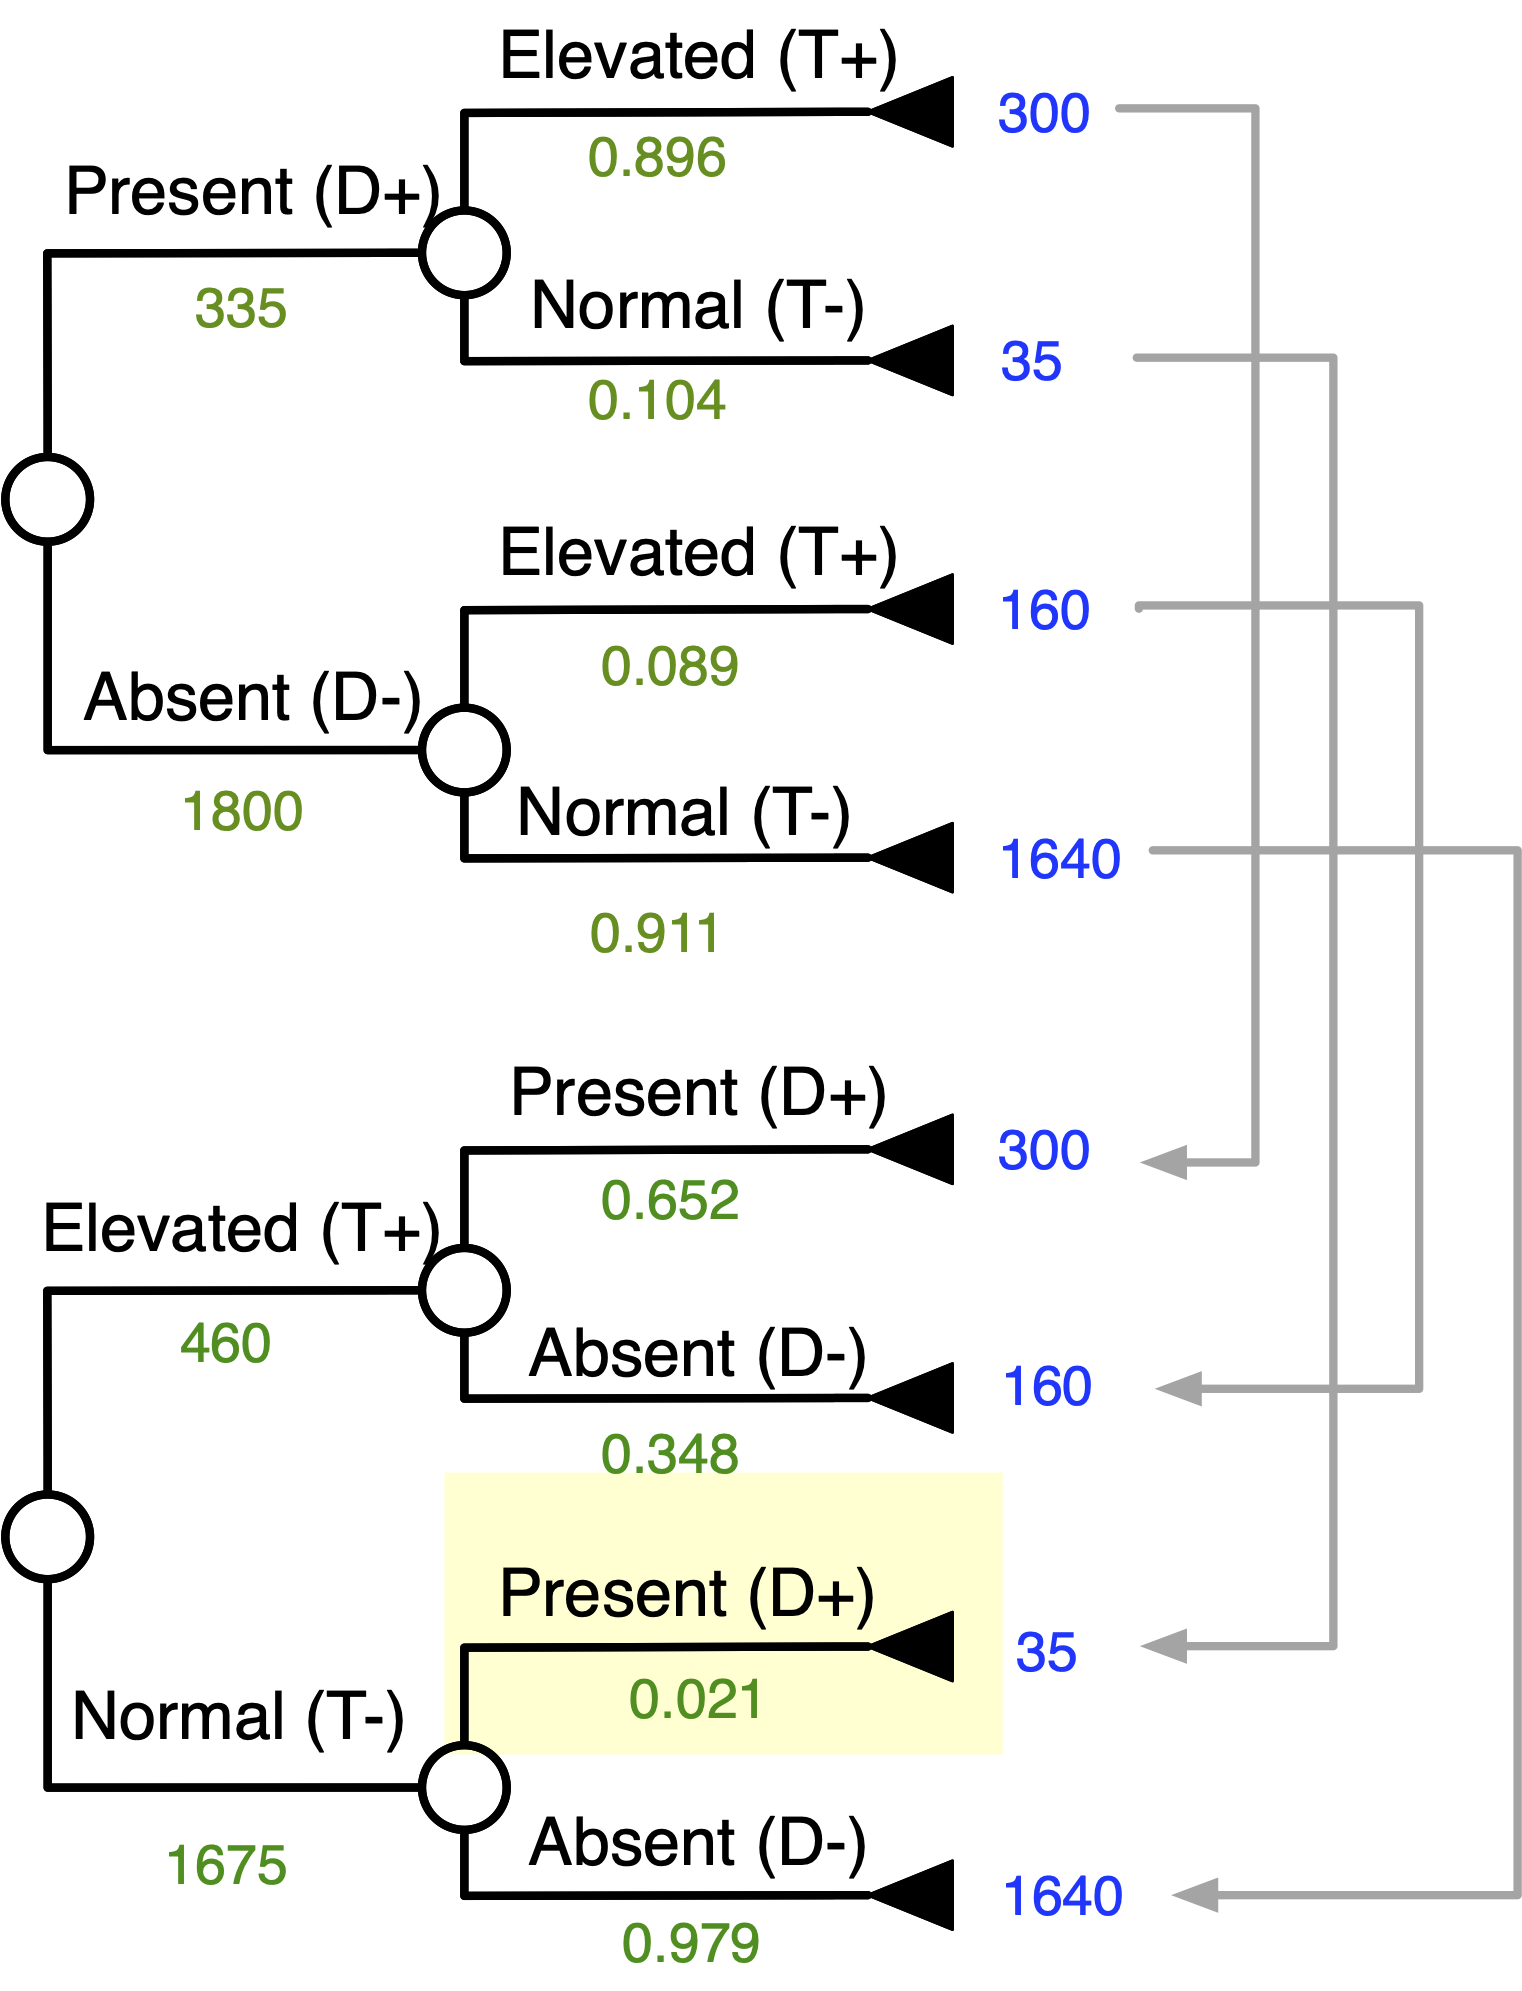 Elevated (T+)
300
0.896
Present (D+)
335
Normal (T-)
35
0.104
Elevated (T+)
160
0.089
Absent (D-)
1800
Normal (T-)
1640
0.911
Present (D+)
300
0.652
Elevated (T+)
460
Absent (D-)
160
0.348
Present (D+)
35
0.021
Normal (T-)
1675
Absent (D-)
1640
0.979